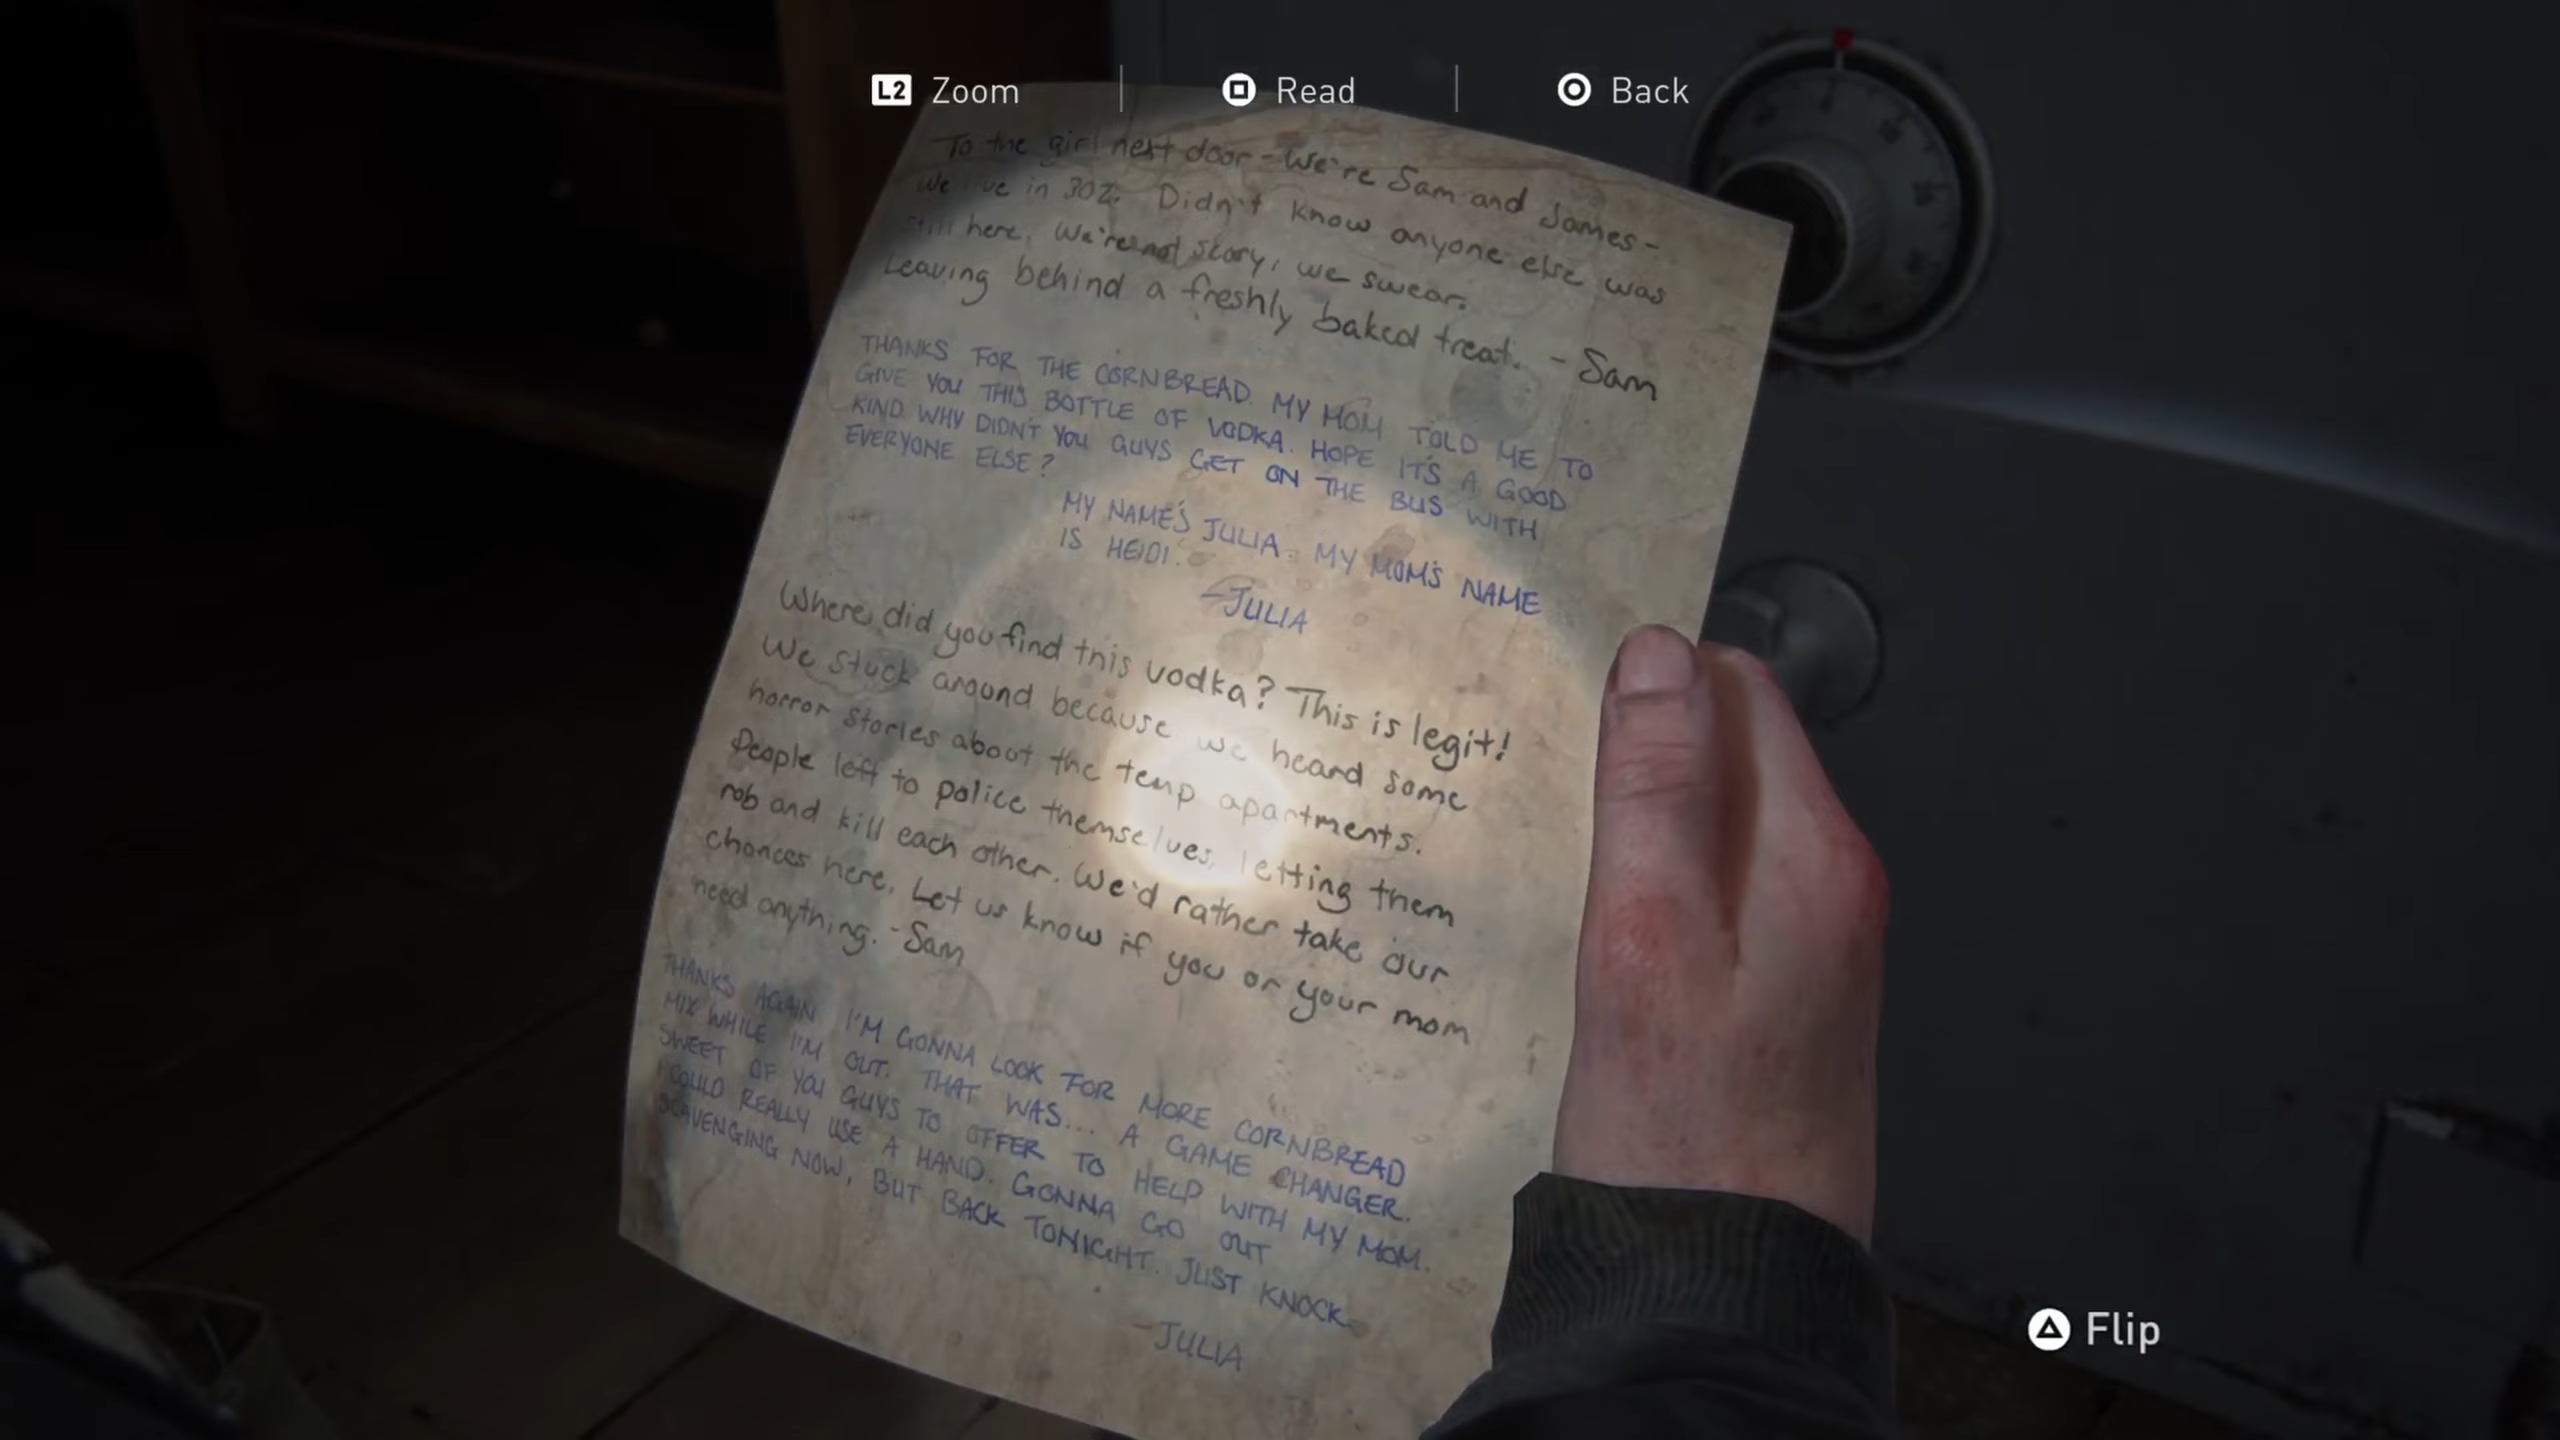 L2 Zoom
Read
Back
To the girl next door - We're Sam and James -
We live in 302. Didn't know anyone else was
still here. We're not scary, we swear.
Leaving behind a freshly baked treat. - Sam
THANKS FOR THE CORNBREAD. MY MOM TOLD ME TO
GIVE YOU THIS BOTTLE OF VODKA. HOPE IT'S A GOOD
KIND. WHY DIDN'T YOU GUYS GET ON THE BUS WITH
EVERYONE ELSE?
MY NAME'S JULIA. MY MOM'S NAME
IS HEIDI.
-JULIA
Where did you find this vodka? This is legit!
We stuck around because we heard some
horror stories about the temp apartments.
People left to police themselves, letting them
rob and kill each other. We'd rather take our
chances here. Let us know if you or your mom
need anything. -Sam
THANKS AGAIN I'M GONNA LOOK FOR MORE CORNBREAD
MIX WHILE I'M OUT. THAT WAS... A GAME CHANGER.
SWEET OF YOU GUYS TO OFFER TO HELP WITH MY MOM.
I COULD REALLY USE A HAND. GONNA GO OUT
SCAVENGING NOW, BUT BACK TONIGHT. JUST KNOCK.
-JULIA
Flip